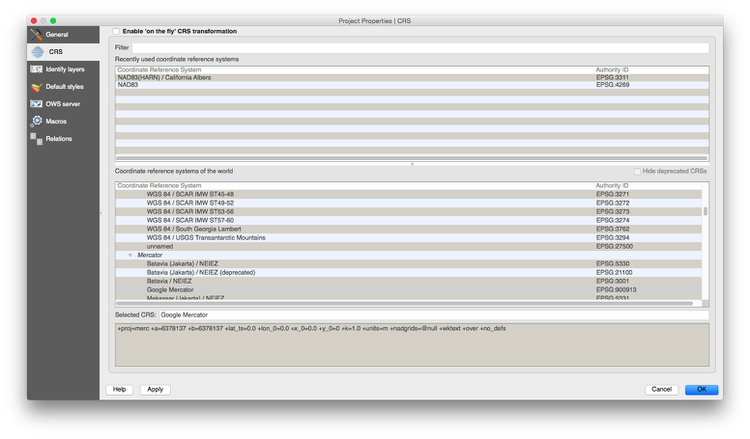 Project Properties | CRS
General
CRS
Identify layers
Default styles
OWS server
Macros
Relations
Enable 'on the fly' CRS transformation
Filter
Recently used coordinate reference systems
Coordinate Reference System Authority ID
NAD83(HARN) / California Albers EPSG:3311
NAD83 EPSG:4269
Coordinate reference systems of the world Hide deprecated CRSs
Coordinate Reference System Authority ID
WGS 84 / SCAR IMW ST45-48 EPSG:3271
WGS 84 / SCAR IMW ST49-52 EPSG:3272
WGS 84 / SCAR IMW ST53-56 EPSG:3273
WGS 84 / SCAR IMW ST57-60 EPSG:3274
WGS 84 / South Georgia Lambert EPSG:3762
WGS 84 / USGS Transantarctic Mountains EPSG:3294
unnamed EPSG:27500
Mercator
Batavia (Jakarta) / NEIEZ EPSG:5330
Batavia (Jakarta) / NEIEZ (deprecated) EPSG:21100
Batavia / NEIEZ EPSG:3001
Google Mercator EPSG:900913
Makassar (Jakarta) / NEIEZ EPSG:5331
Selected CRS: Google Mercator
+proj=merc +a=6378137 +b=6378137 +lat_ts=0.0 +lon_0=0.0 +x_0=0.0 +y_0=0 +k=1.0 +units=m +nadgrids=@null +wktext +over +no_defs
Help Apply Cancel OK